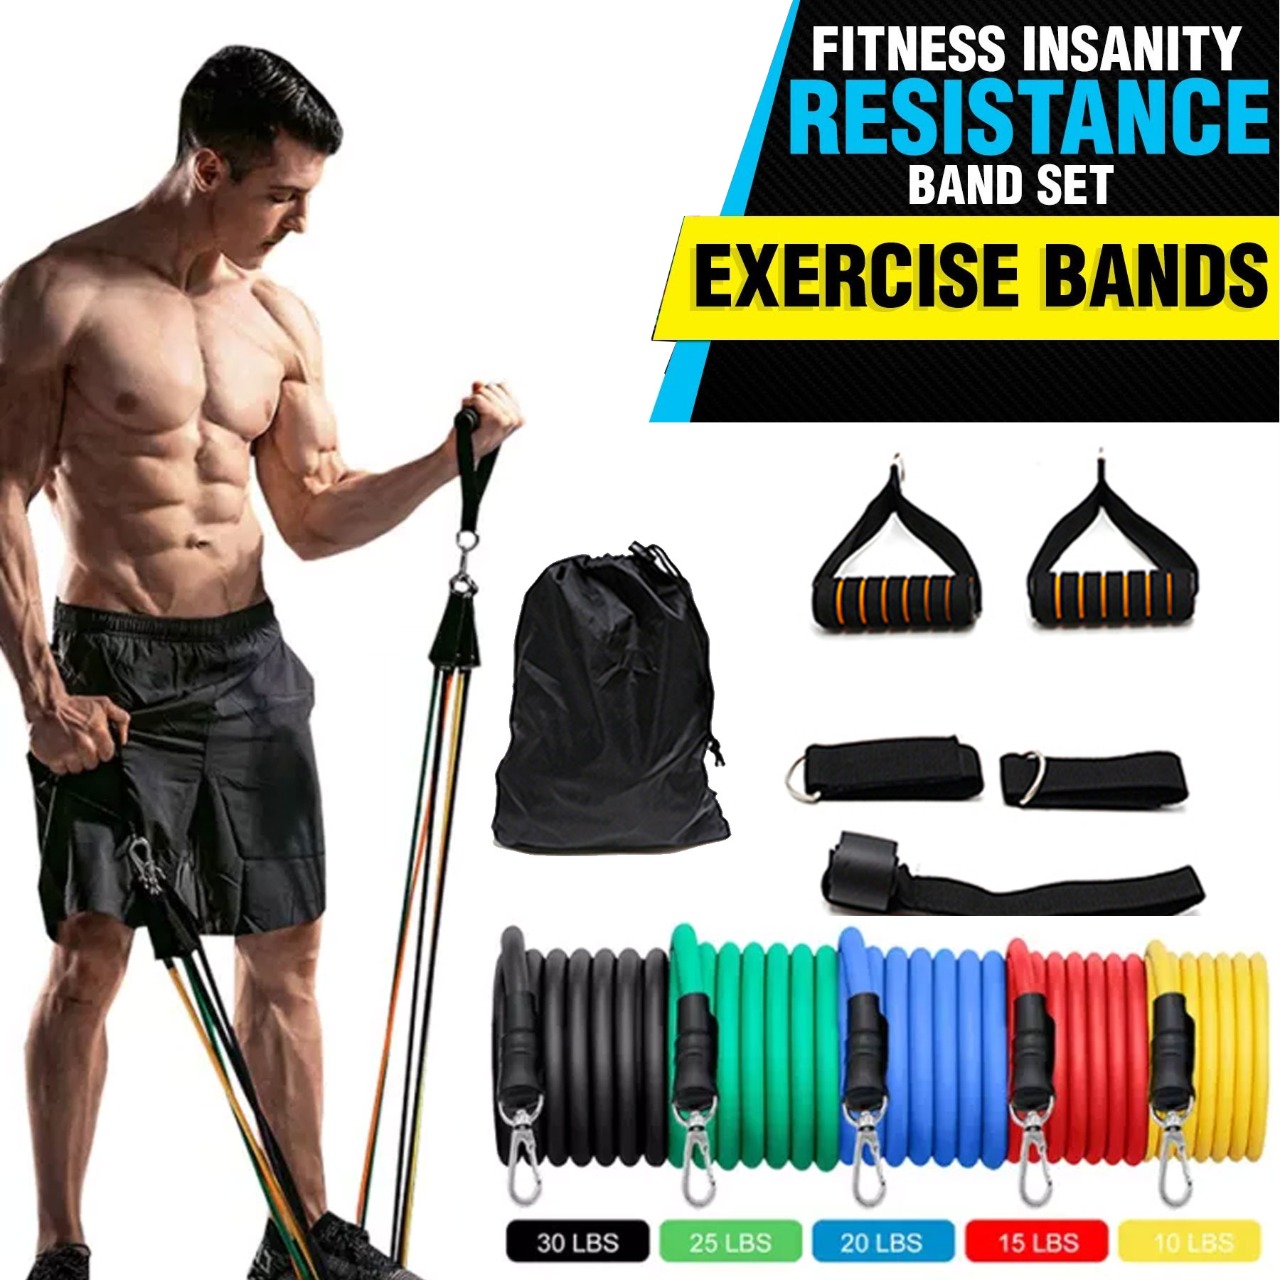 FITNESS INSANITY
RESISTANCE
BAND SET
EXERCISE BANDS
30 LBS
25 LBS
20 LBS
15 LBS
10 LBS